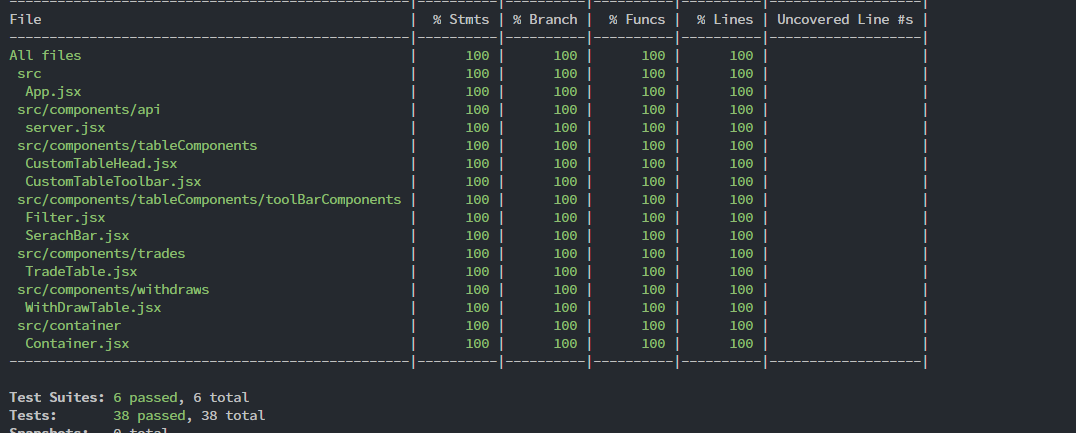 File | % Stmts | % Branch | % Funcs | % Lines | Uncovered Line #s |
All files | 100 | 100 | 100 | 100 | |
src | 100 | 100 | 100 | 100 | |
App.jsx | 100 | 100 | 100 | 100 | |
src/components/api | 100 | 100 | 100 | 100 | |
server.jsx | 100 | 100 | 100 | 100 | |
src/components/tableComponents | 100 | 100 | 100 | 100 | |
CustomTableHead.jsx | 100 | 100 | 100 | 100 | |
CustomTableToolbar.jsx | 100 | 100 | 100 | 100 | |
src/components/tableComponents/toolBarComponents | 100 | 100 | 100 | 100 | |
Filter.jsx | 100 | 100 | 100 | 100 | |
SerachBar.jsx | 100 | 100 | 100 | 100 | |
src/components/trades | 100 | 100 | 100 | 100 | |
TradeTable.jsx | 100 | 100 | 100 | 100 | |
src/components/withdraws | 100 | 100 | 100 | 100 | |
WithDrawTable.jsx | 100 | 100 | 100 | 100 | |
src/container | 100 | 100 | 100 | 100 | |
Container.jsx | 100 | 100 | 100 | 100 | |
Test Suites: 6 passed, 6 total
Tests: 38 passed, 38 total
Snapshots: 0 total